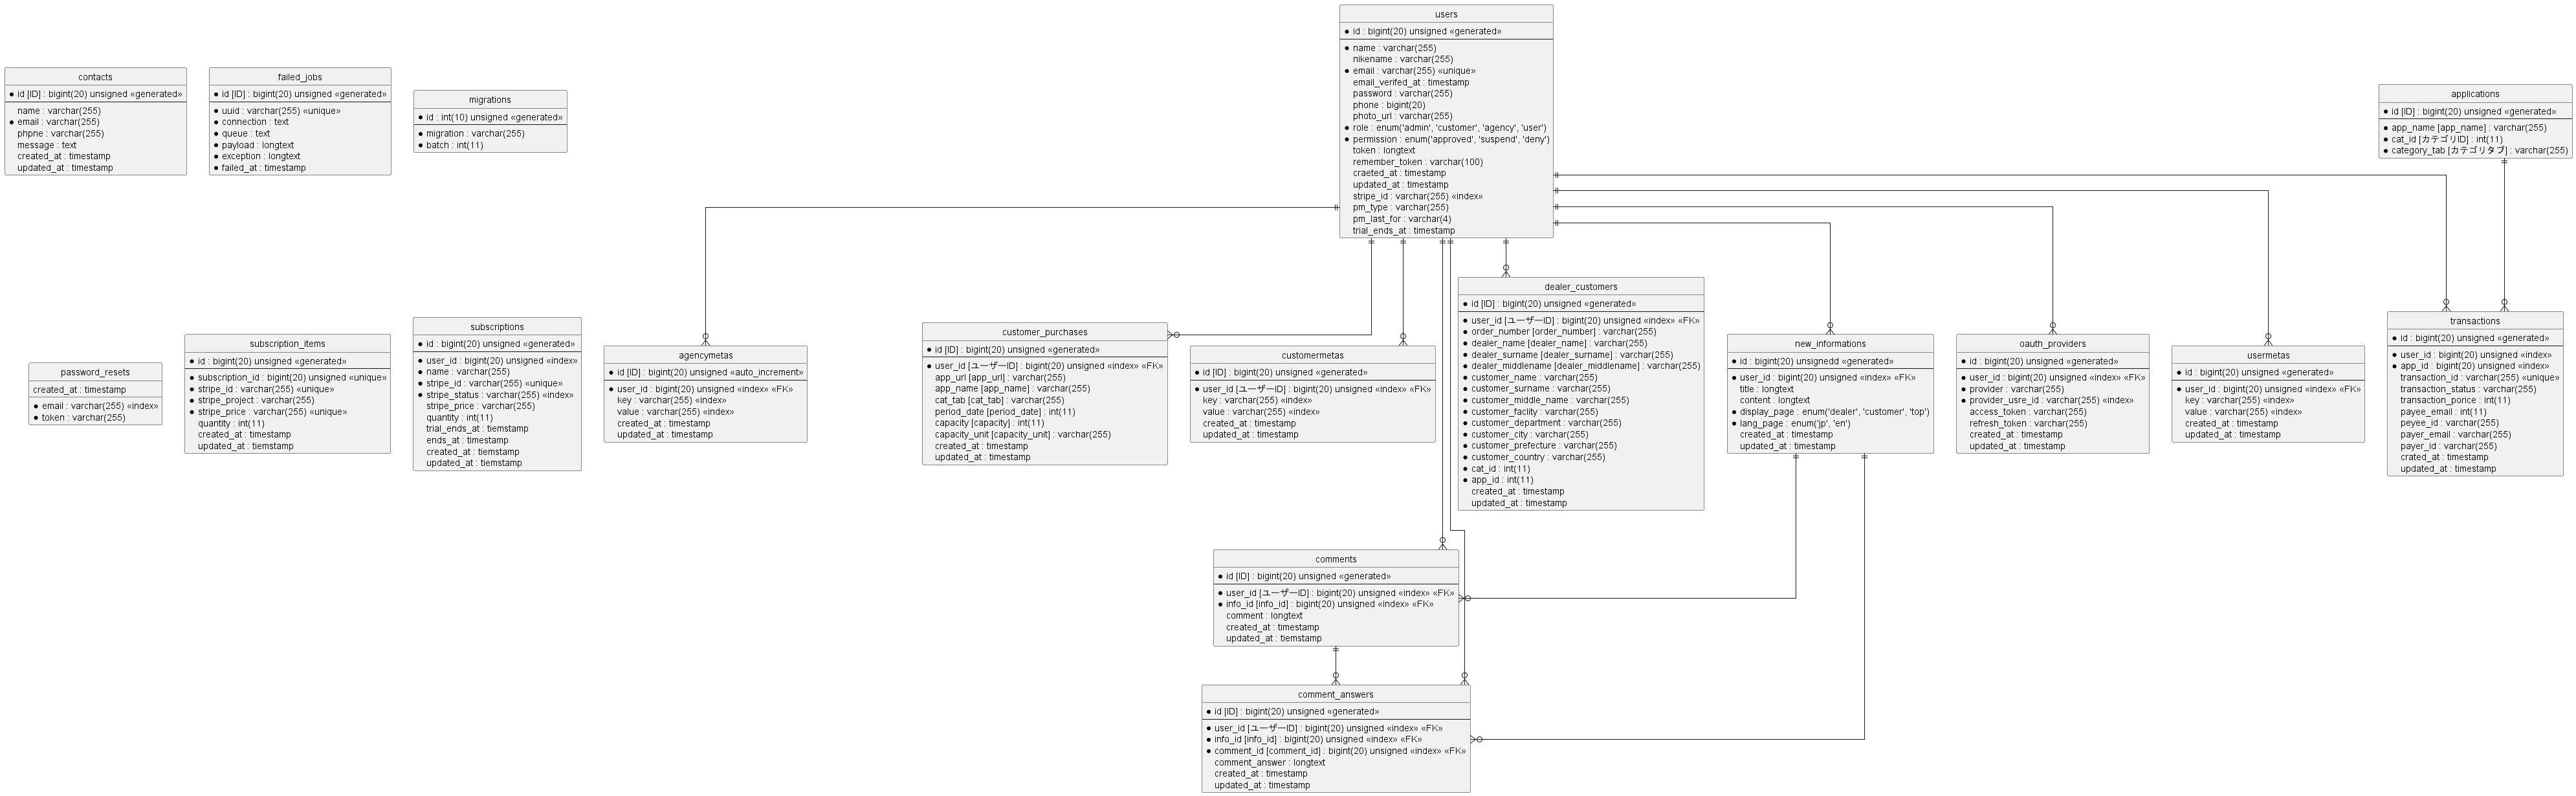 users
* id : bigint(20) unsigned «generated»
* name : varchar(255)
nikename : varchar(255)
* email : varchar(255) «unique»
email_verifed_at : timestamp
password : varchar(255)
phone : bigint(20)
photo_url : varchar(255)
* role : enum('admin', 'customer', 'agency', 'user')
* permission : enum('approved', 'suspend', 'deny')
token : longtext
remember_token : varchar(100)
craeted_at : timestamp
updated_at : timestamp
stripe_id : varchar(255) «index»
pm_type : varchar(255)
pm_last_for : varchar(4)
trial_ends_at : timestamp
contacts
* id [ID] : bigint(20) unsigned «generated»
name : varchar(255)
* email : varchar(255)
phpne : varchar(255)
message : text
created_at : timestamp
updated_at : timestamp
failed_jobs
* id [ID] : bigint(20) unsigned «generated»
* uuid : varchar(255) «unique»
* connection : text
* queue : text
* payload : longtext
* exception : longtext
* failed_at : timestamp
migrations
* id : int(10) unsigned «generated»
* migration : varchar(255)
* batch : int(11)
applications
* id [ID] : bigint(20) unsigned «generated»
* app_name [app_name] : varchar(255)
* cat_id [カテゴリID] : int(11)
* category_tab [カテゴリタブ] : varchar(255)
password_resets
created_at : timestamp
* email : varchar(255) «index»
* token : varchar(255)
subscription_items
* id : bigint(20) unsigned «generated»
* subscription_id : bigint(20) unsigned «unique»
* stripe_id : varchar(255) «unique»
* stripe_project : varchar(255)
* stripe_price : varchar(255) «unique»
quantity : int(11)
created_at : timestamp
updated_at : tiemstamp
subscriptions
* id : bigint(20) unsigned «generated»
* user_id : bigint(20) unsigned «index»
* name : varchar(255)
* stripe_id : varchar(255) «unique»
* stripe_status : varchar(255) «index»
stripe_price : varchar(255)
quantity : int(11)
trial_ends_at : tiemstamp
ends_at : timestamp
created_at : tiemstamp
updated_at : tiemstamp
agencymetas
* id [ID] : bigint(20) unsigned «auto_increment»
* user_id : bigint(20) unsigned «index» «FK»
key : varchar(255) «index»
value : varchar(255) «index»
created_at : timestamp
updated_at : timestamp
customer_purchases
* id [ID] : bigint(20) unsigned «generated»
* user_id [ユーザーID] : bigint(20) unsigned «index» «FK»
app_url [app_url] : varchar(255)
app_name [app_name] : varchar(255)
cat_tab [cat_tab] : varchar(255)
period_date [period_date] : int(11)
capacity [capacity] : int(11)
capacity_unit [capacity_unit] : varchar(255)
created_at : timestamp
updated_at : timestamp
customermetas
* id [ID] : bigint(20) unsigned «generated»
* user_id [ユーザーID] : bigint(20) unsigned «index» «FK»
key : varchar(255) «index»
value : varchar(255) «index»
created_at : timestamp
updated_at : timestamp
dealer_customers
* id [ID] : bigint(20) unsigned «generated»
* user_id [ユーザーID] : bigint(20) unsigned «index» «FK»
* order_number [order_number] : varchar(255)
* dealer_name [dealer_name] : varchar(255)
* dealer_surname [dealer_surname] : varchar(255)
* dealer_middlename [dealer_middlename] : varchar(255)
* customer_name : varchar(255)
* customer_surname : varchar(255)
* customer_middle_name : varchar(255)
* customer_facility : varchar(255)
* customer_department : varchar(255)
* customer_city : varchar(255)
* customer_prefecture : varchar(255)
* customer_country : varchar(255)
* cat_id : int(11)
* app_id : int(11)
created_at : timestamp
updated_at : timestamp
new_informations
* id : bigint(20) unsignedd «generated»
* user_id : bigint(20) unsigned «index» «FK»
title : longtext
content : longtext
* display_page : enum('dealer', 'customer', 'top')
* lang_page : enum('jp', 'en')
created_at : timestamp
updated_at : timestamp
oauth_providers
* id : bigint(20) unsigned «generated»
* user_id : bigint(20) unsigned «index» «FK»
* provider : varchar(255)
* provider_usre_id : varchar(255) «index»
access_token : varchar(255)
refresh_token : varchar(255)
created_at : timestamp
updated_at : timestamp
usermetas
* id : bigint(20) unsigned «generated»
* user_id : bigint(20) unsigned «index» «FK»
key : varchar(255) «index»
value : varchar(255) «index»
created_at : timestamp
updated_at : timestamp
transactions
* id : bigint(20) unsigned «generated»
* user_id : bigint(20) unsigned «index»
* app_id : bigint(20) unsigned «index»
transaction_id : varchar(255) «unique»
transaction_status : varchar(255)
transaction_porice : int(11)
payee_email : int(11)
peyee_id : varchar(255)
payer_email : varchar(255)
payer_id : varchar(255)
crated_at : timestamp
updated_at : timestamp
comments
* id [ID] : bigint(20) unsigned «generated»
* user_id [ユーザーID] : bigint(20) unsigned «index» «FK»
* info_id [info_id] : bigint(20) unsigned «index» «FK»
comment : longtext
created_at : timestamp
updated_at : tiemstamp
comment_answers
* id [ID] : bigint(20) unsigned «generated»
* user_id [ユーザーID] : bigint(20) unsigned «index» «FK»
* info_id [info_id] : bigint(20) unsigned «index» «FK»
* comment_id [comment_id] : bigint(20) unsigned «index» «FK»
comment_answer : longtext
created_at : timestamp
updated_at : timestamp